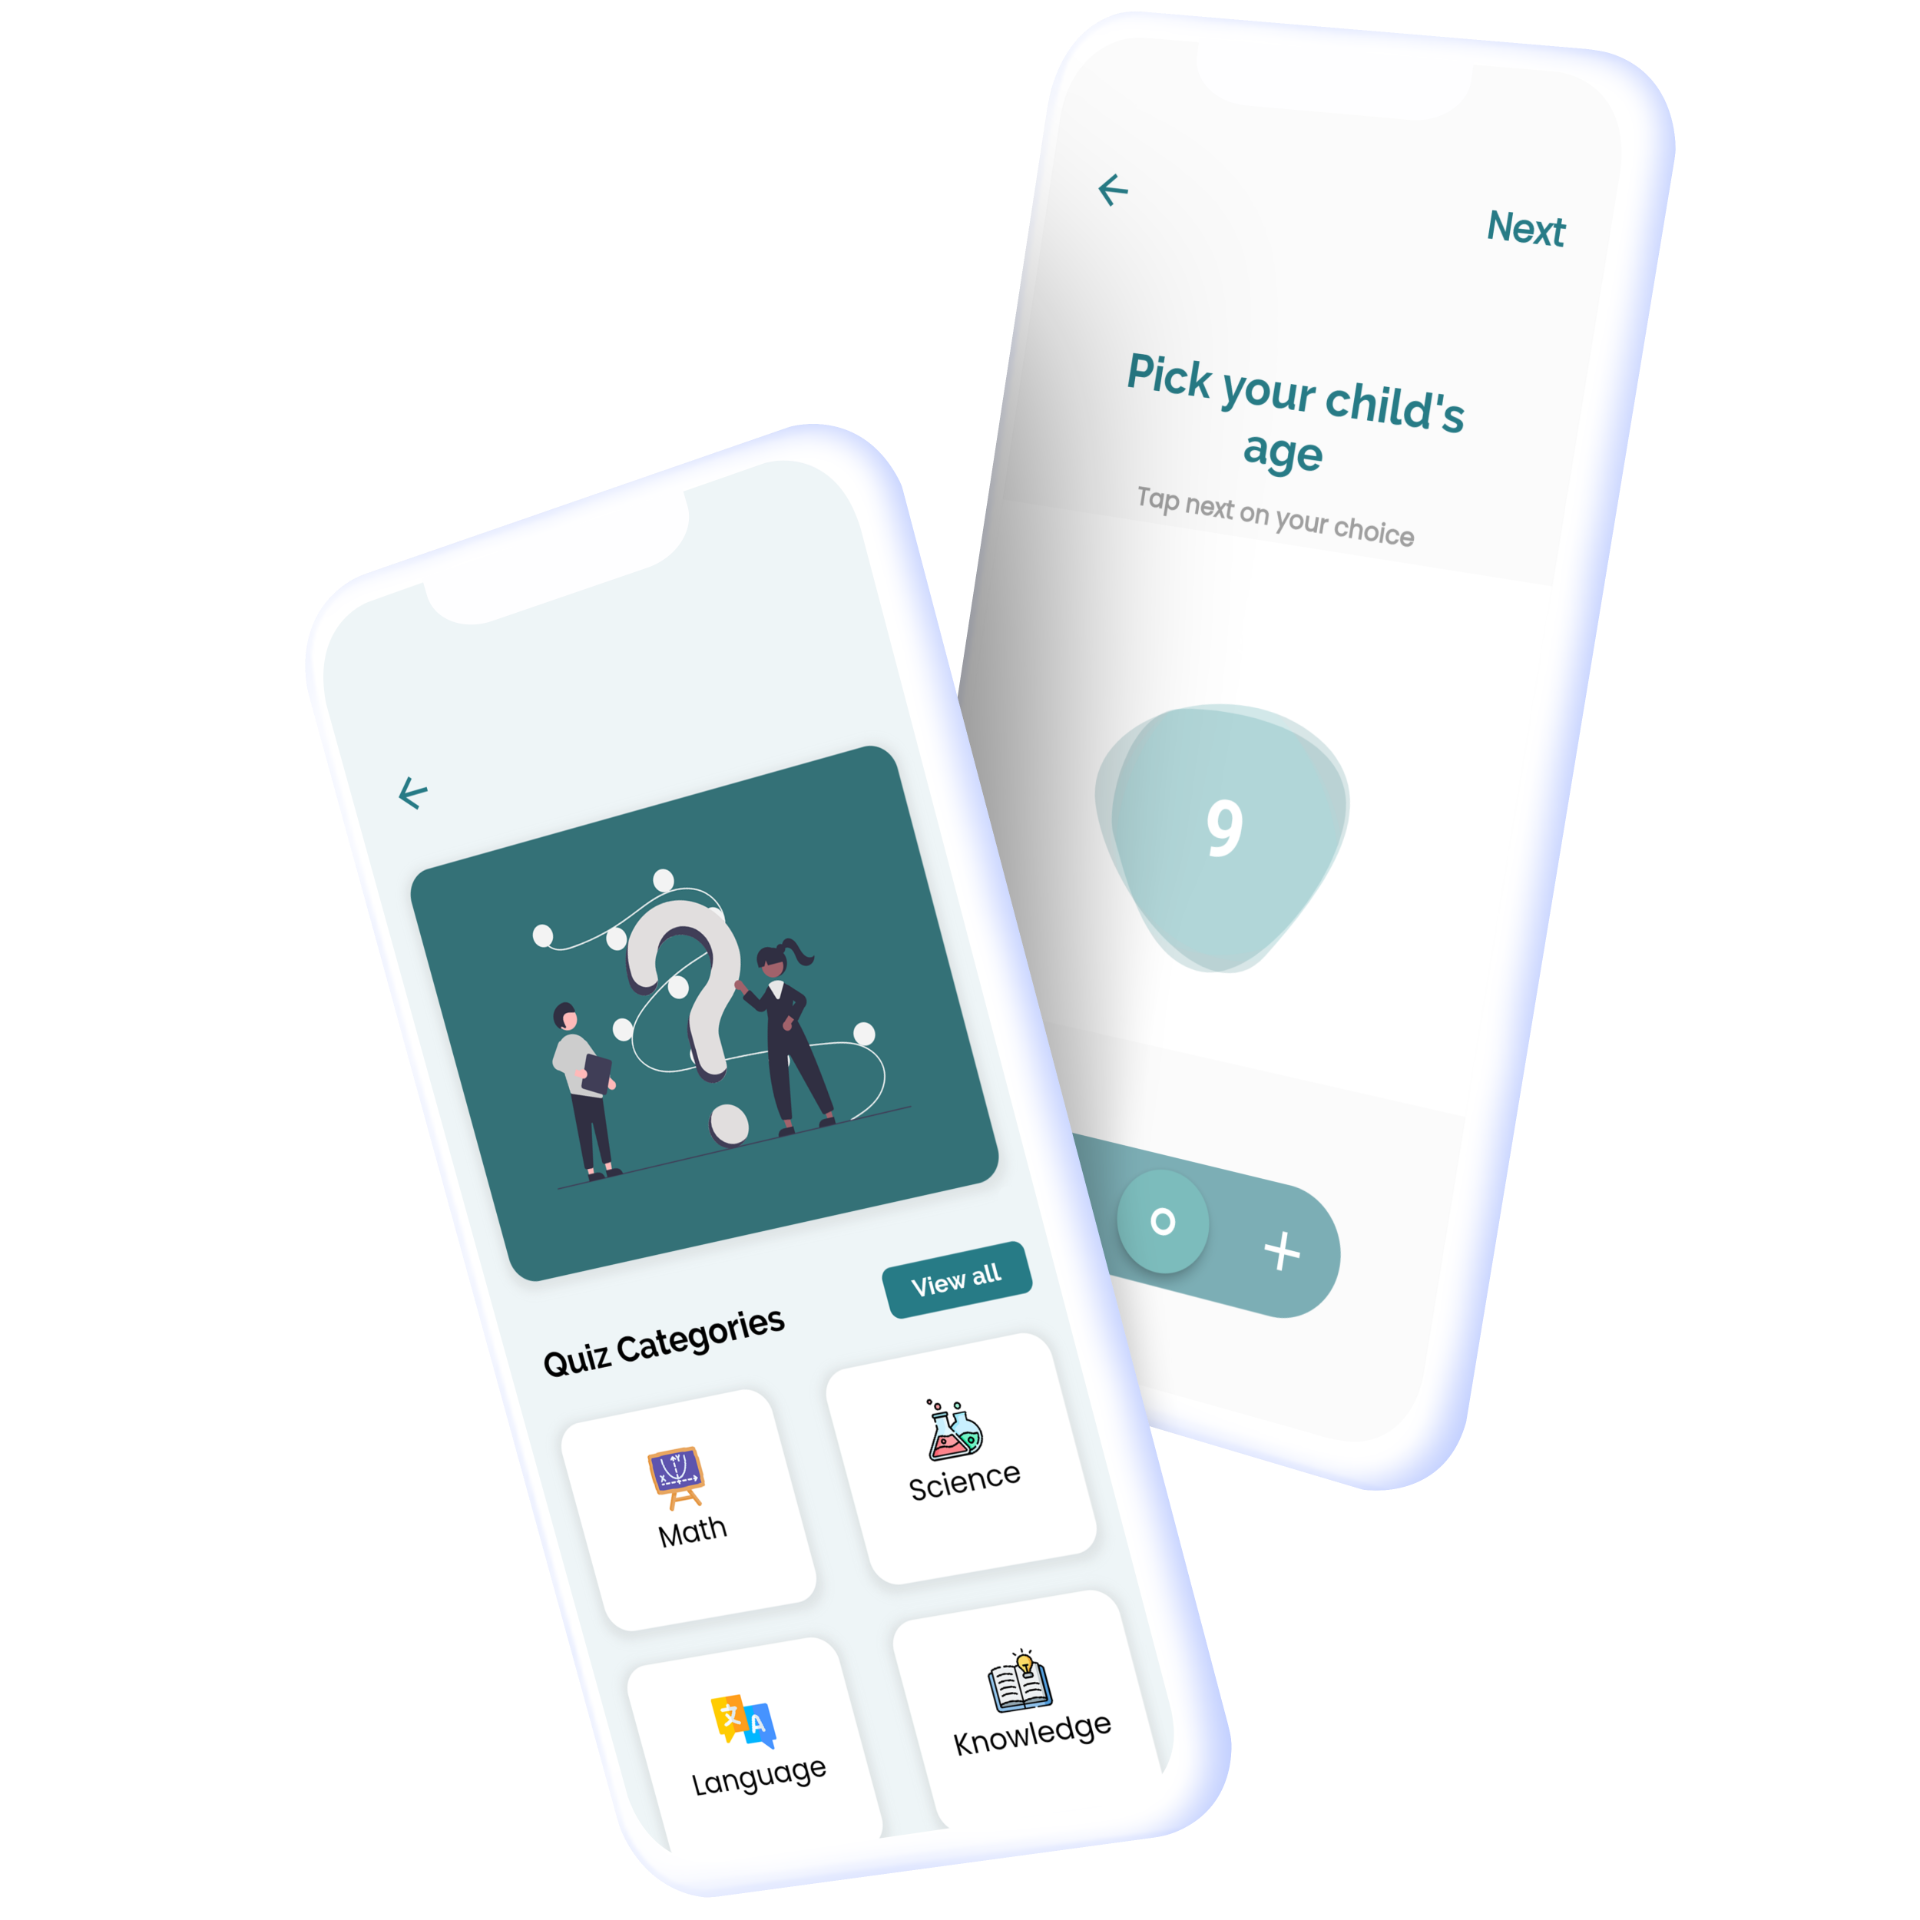 Next
Pick your child's
age
Tap next on your choice
9
+
View all
Quiz Categories
Math
Science
Language
Knowledge